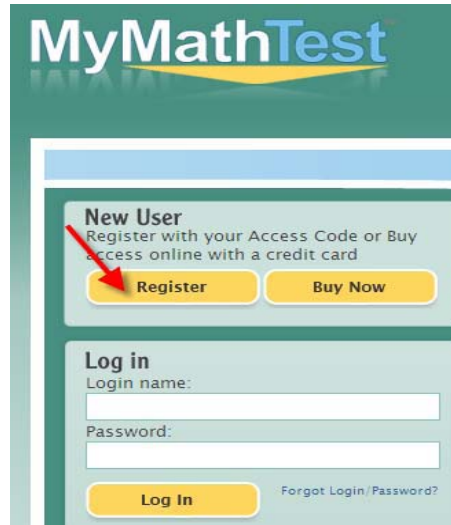 MyMathTest
New User
Register with your Access Code or Buy
access online with a credit card
Register Buy Now
Log in
Login name:
Password:
Log In Forgot Login/Password?